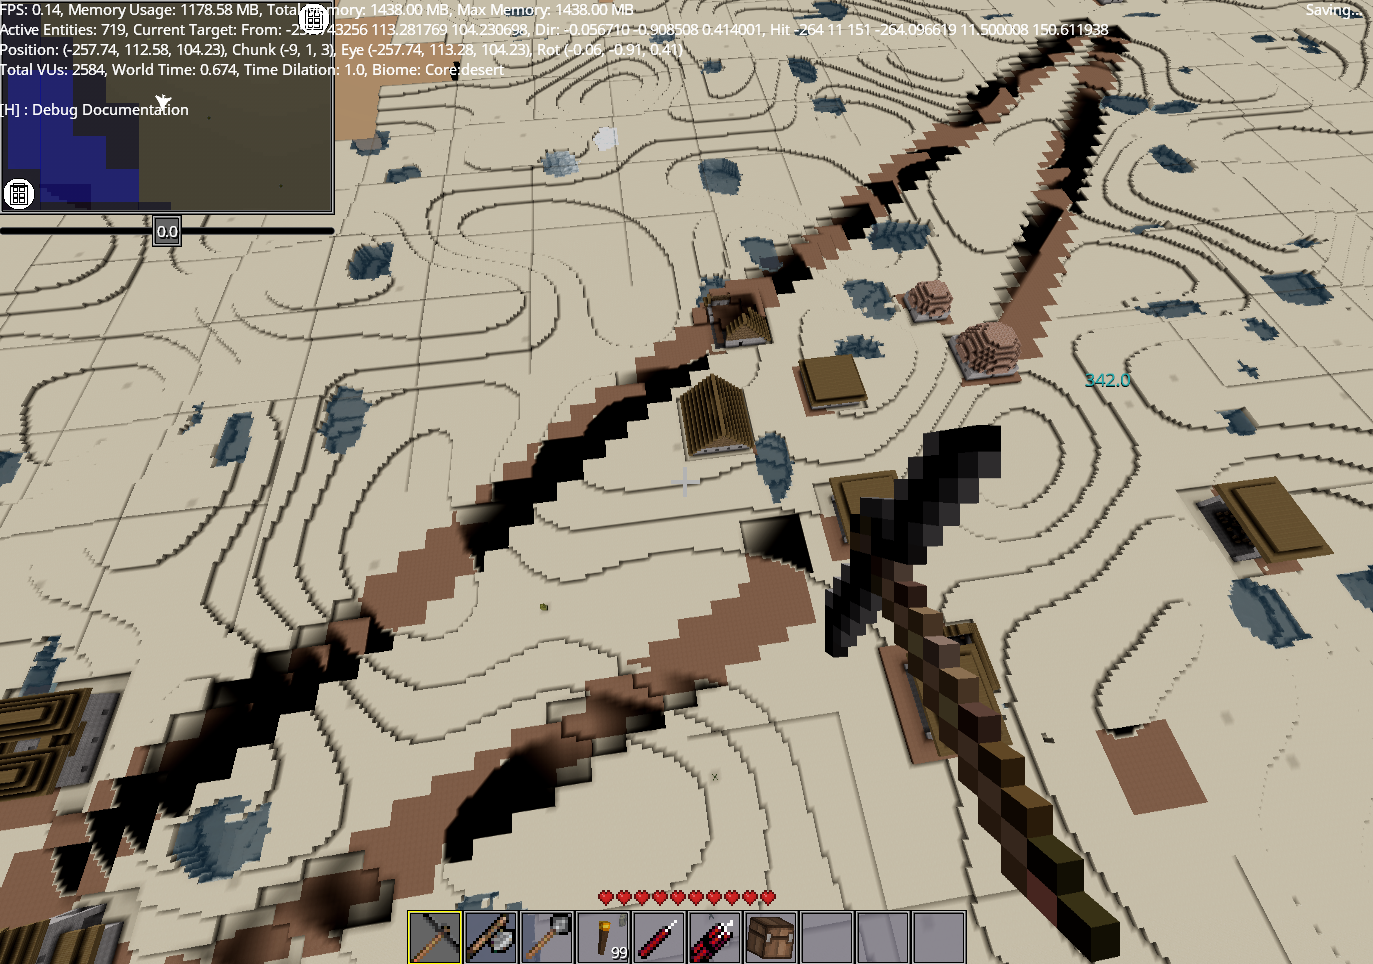 FPS: 0.14, Memory Usage: 1178.58 MB, Total Memory: 1438.00 MB, Max Memory: 1438.00 MB
Saving...
Active Entities: 719, Current Target: From: -257.743256 113.281769 104.230698, Dir: -0.056710 -0.908508 0.414001, Hit -264 11 151 -264.096619 11.500008 150.611938
Position: (-257.74, 112.58, 104.23), Chunk (-9, 1, 3), Eye (-257.74, 113.28, 104.23), Rot (-0.06, -0.91, 0.41)
Total VUs: 2584, World Time: 0.674, Time Dilation: 1.0, Biome: Core:desert
[H] : Debug Documentation
0.0
342.0
99